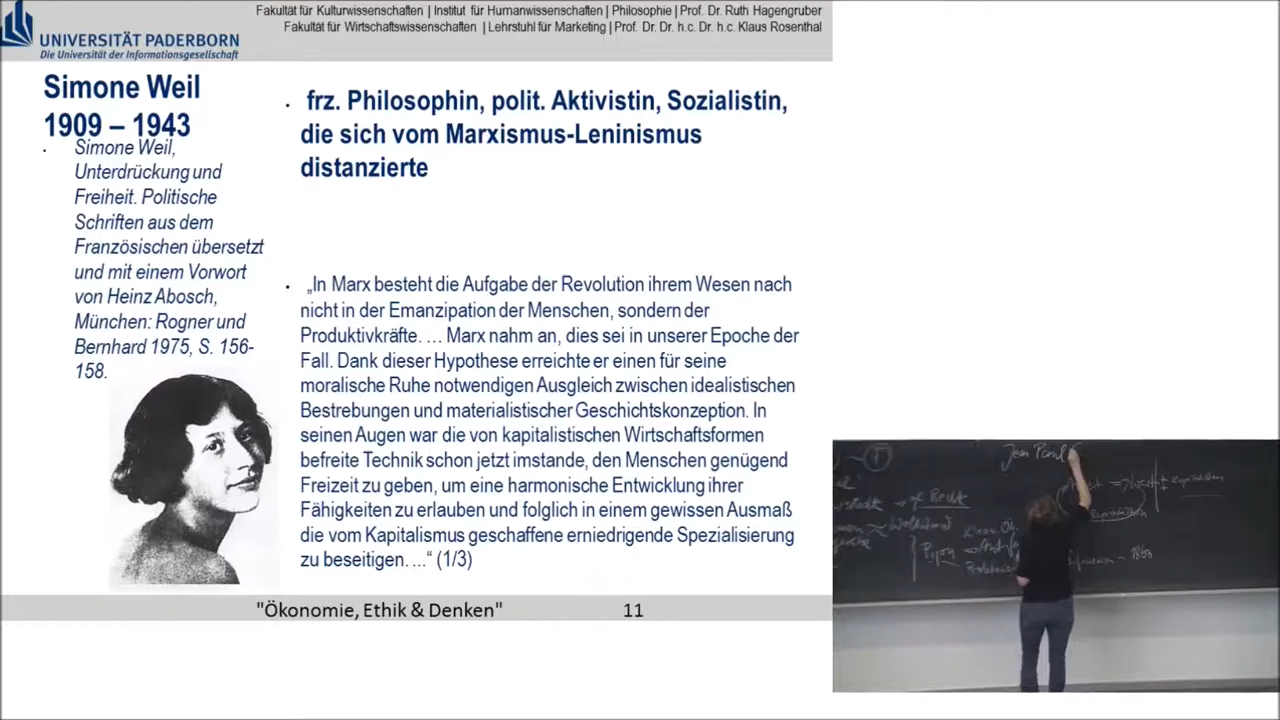 Fakultät für Kulturwissenschaften | Institut für Humanwissenschaften | Philosophie | Prof. Dr. Ruth Hagengruber
Fakultät für Wirtschaftswissenschaften | Lehrstuhl für Marketing | Prof. Dr. Dr. h.c. Dr. h.c. Klaus Rosenthal
UNIVERSITÄT PADERBORN
Die Universität der Informationsgesellschaft
Simone Weil
1909 – 1943
• Simone Weil,
Unterdrückung und
Freiheit. Politische
Schriften aus dem
Französischen übersetzt
und mit einem Vorwort
von Heinz Abosch,
München: Rogner und
Bernhard 1975, S. 156-
158.
• frz. Philosophin, polit. Aktivistin, Sozialistin,
die sich vom Marxismus-Leninismus
distanzierte
• „In Marx besteht die Aufgabe der Revolution ihrem Wesen nach
nicht in der Emanzipation der Menschen, sondern der
Produktivkräfte. … Marx nahm an, dies sei in unserer Epoche der
Fall. Dank dieser Hypothese erreichte er einen für seine
moralische Ruhe notwendigen Ausgleich zwischen idealistischen
Bestrebungen und materialistischer Geschichtskonzeption. In
seinen Augen war die von kapitalistischen Wirtschaftsformen
befreite Technik schon jetzt imstande, den Menschen genügend
Freizeit zu geben, um eine harmonische Entwicklung ihrer
Fähigkeiten zu erlauben und folglich in einem gewissen Ausmaß
die vom Kapitalismus geschaffene erniedrigende Spezialisierung
zu beseitigen. ...“ (1/3)
"Ökonomie, Ethik & Denken"
11
Jean Paul